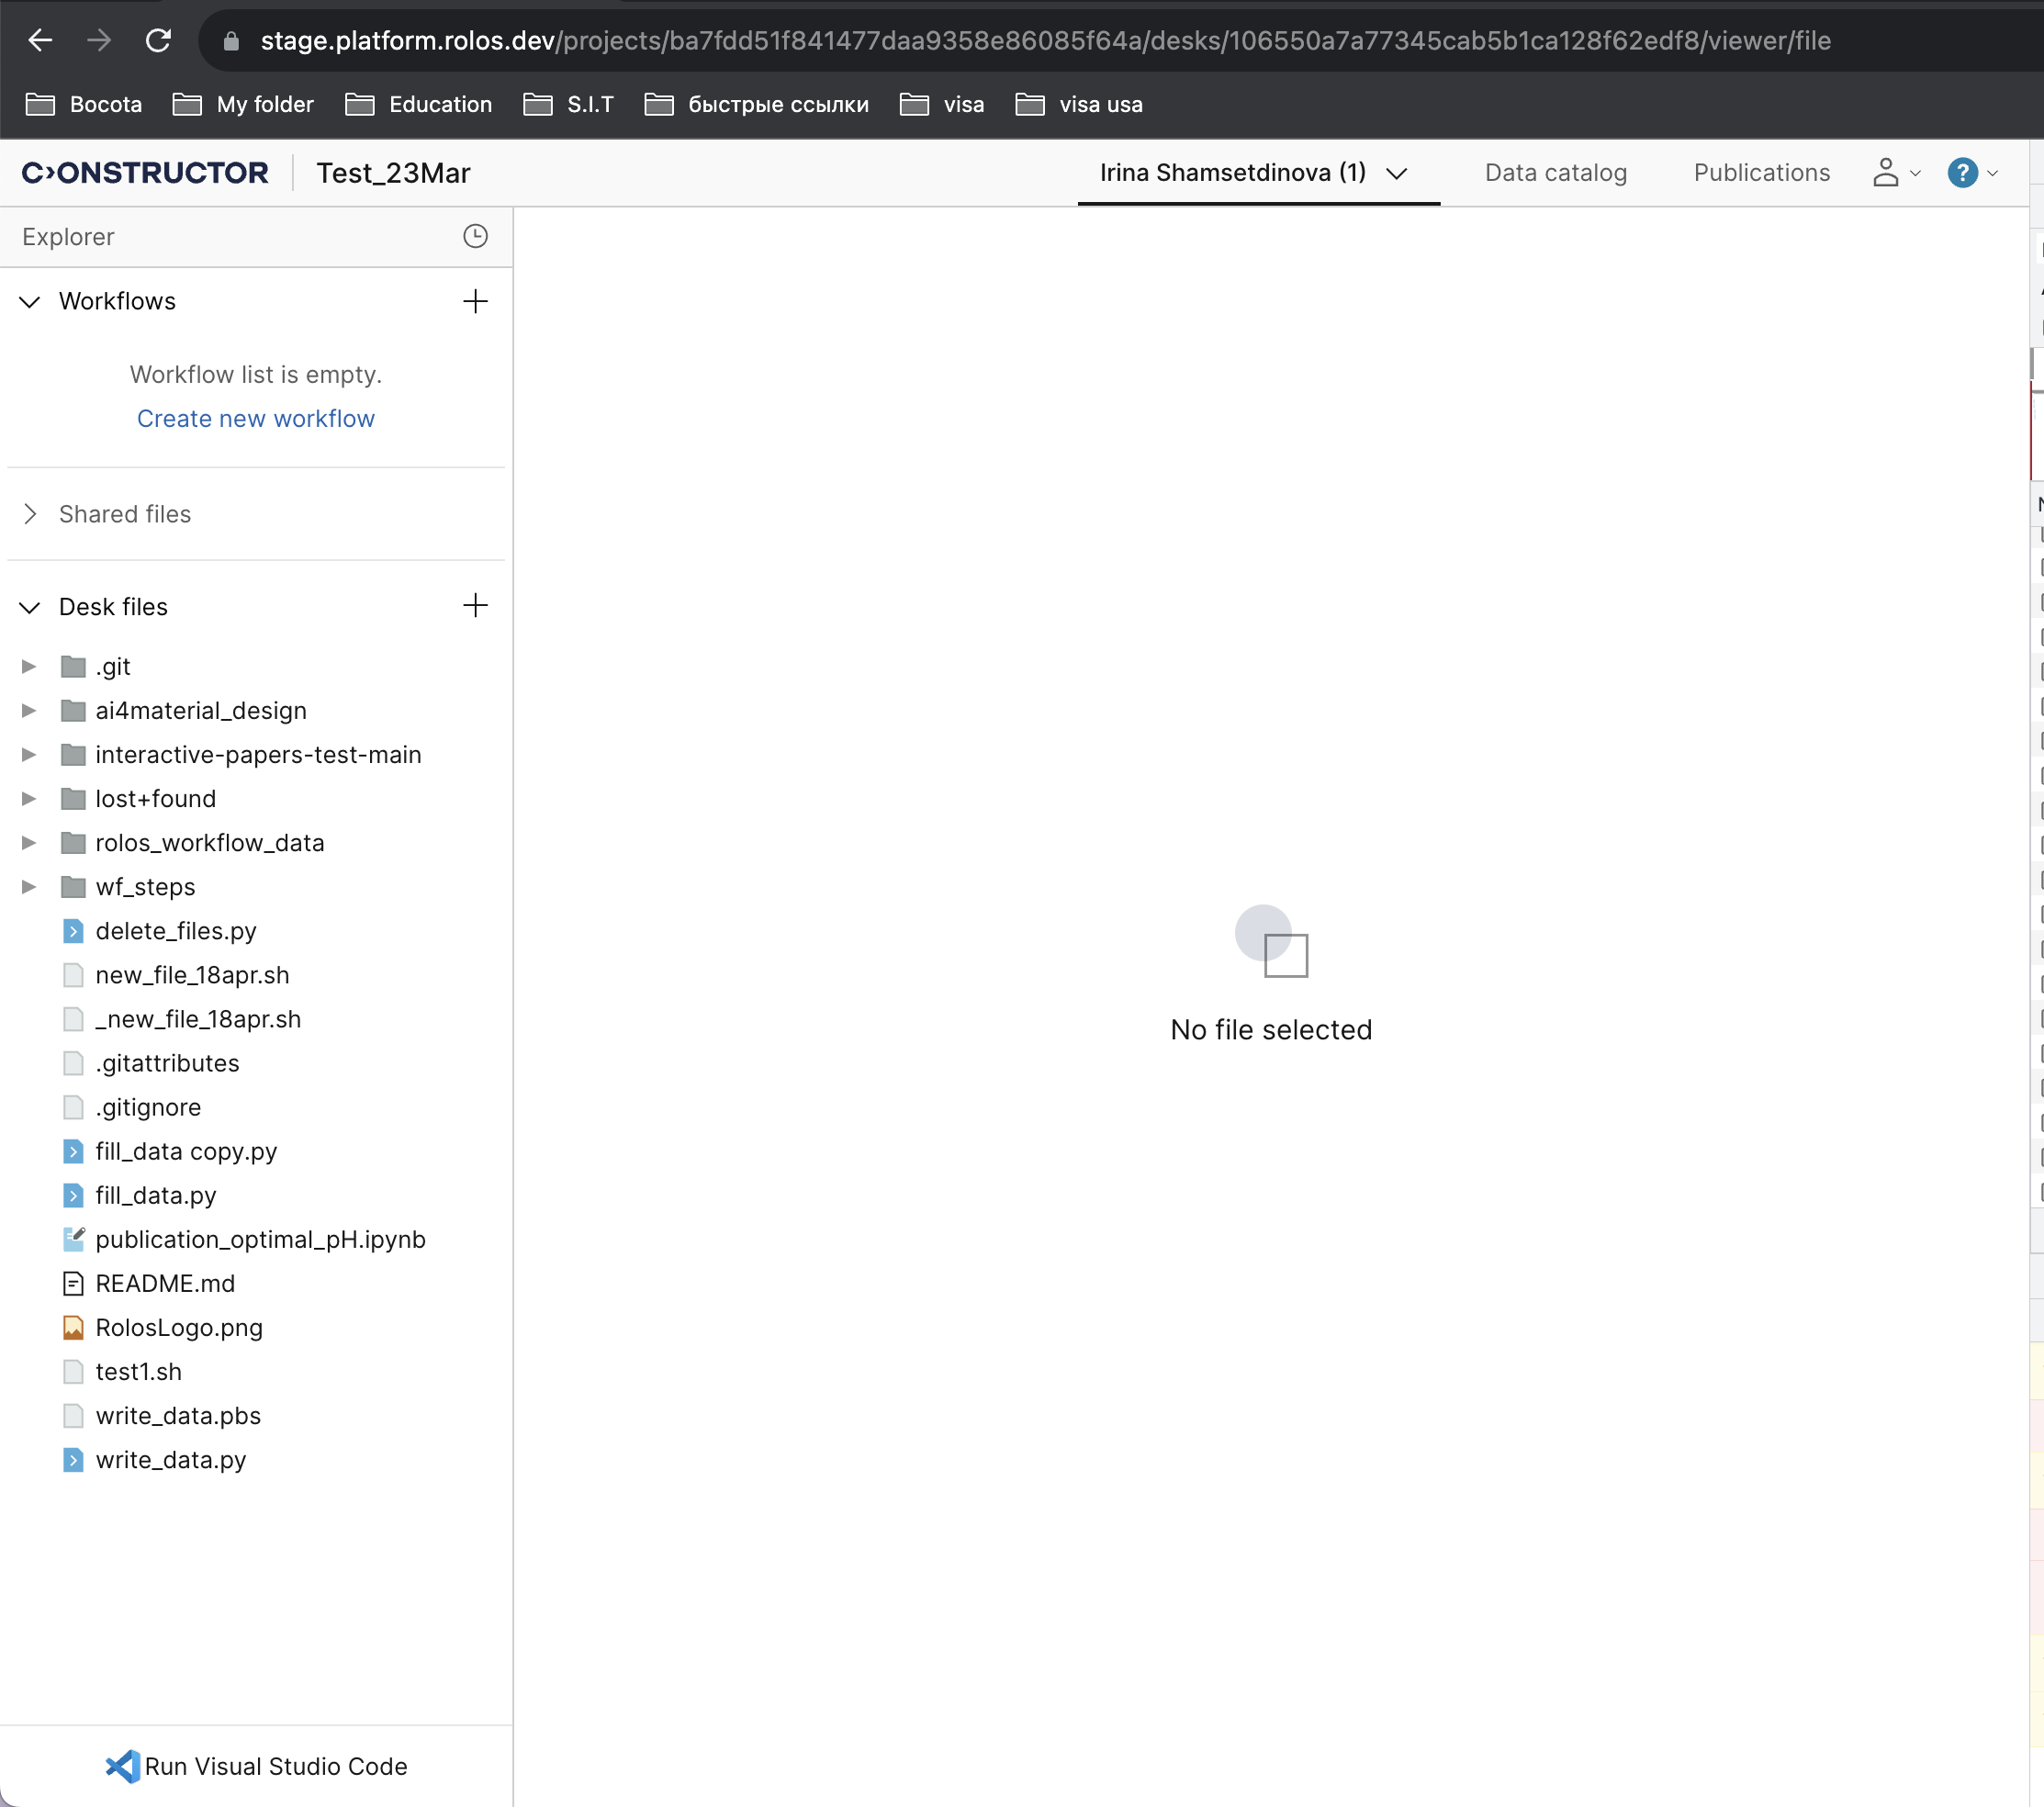 stage.platform.rolos.dev/projects/ba7fdd51f841477daa9358e86085f64a/desks/106550a7a77345cab5b1ca128f62edf8/viewer/file
Bocota My folder Education S.I.T быстрые ссылки visa visa usa
C>ONSTRUCTOR Test_23Mar Irina Shamsetdinova (1) Data catalog Publications ?
Explorer
Workflows
Workflow list is empty.
Create new workflow
Shared files
Desk files
.git
ai4material_design
interactive-papers-test-main
lost+found
rolos_workflow_data
wf_steps
delete_files.py
new_file_18apr.sh
_new_file_18apr.sh
.gitattributes
.gitignore
fill_data copy.py
fill_data.py
publication_optimal_pH.ipynb
README.md
RolosLogo.png
test1.sh
write_data.pbs
write_data.py
No file selected
Run Visual Studio Code